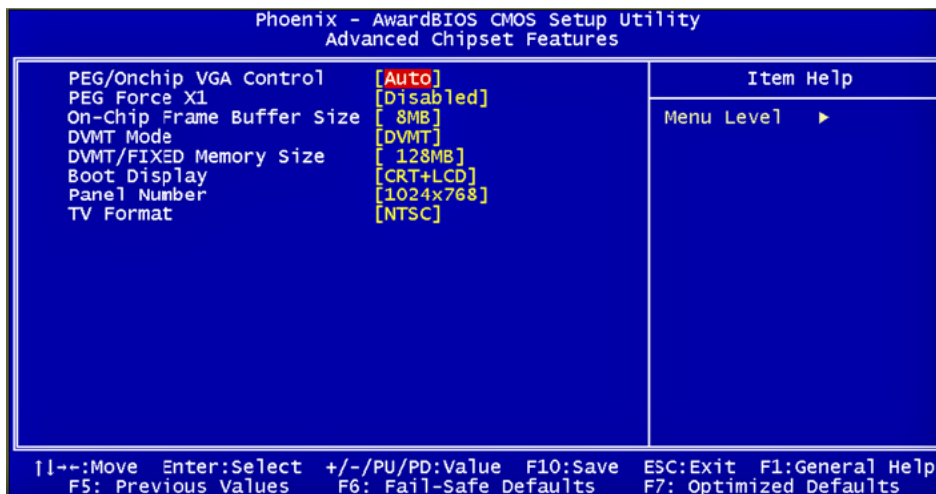 Phoenix - AwardBIOS CMOS Setup Utility
Advanced Chipset Features
PEG/Onchip VGA Control [Auto]
PEG Force X1 [Disabled]
On-Chip Frame Buffer Size [ 8MB]
DVMT Mode [DVMT]
DVMT/FIXED Memory Size [ 128MB]
Boot Display [CRT+LCD]
Panel Number [1024x768]
TV Format [NTSC]
Item Help
Menu Level ►
↑↓→←:Move Enter:Select +/-/PU/PD:Value F10:Save ESC:Exit F1:General Help
F5: Previous Values F6: Fail-Safe Defaults F7: Optimized Defaults